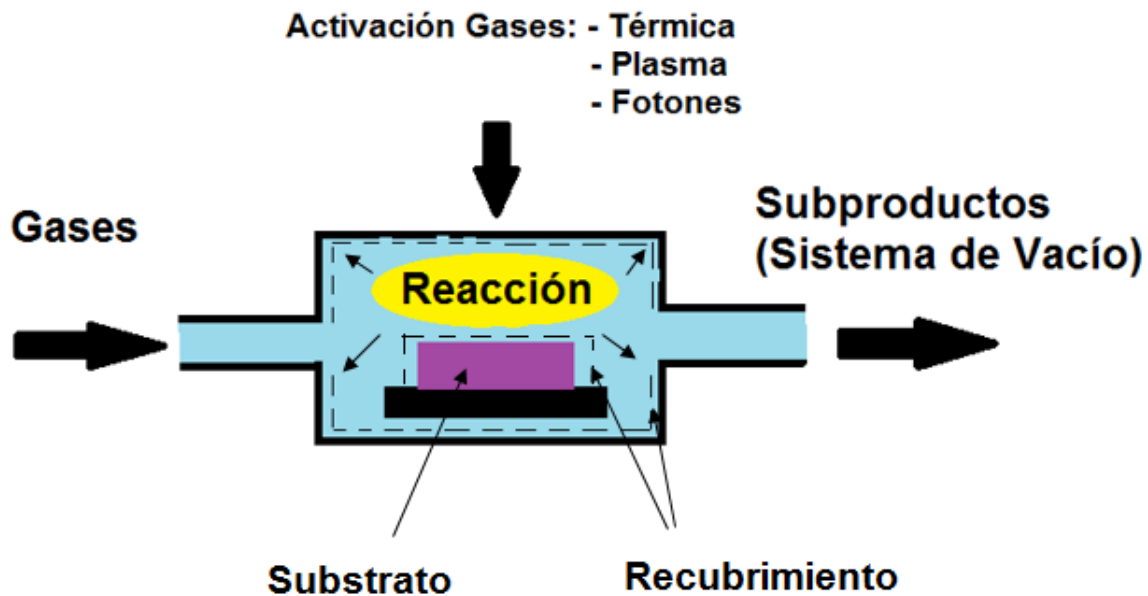 Activación Gases: - Térmica
- Plasma
- Fotones
Gases
Subproductos
(Sistema de Vacío)
Reacción
Substrato
Recubrimiento